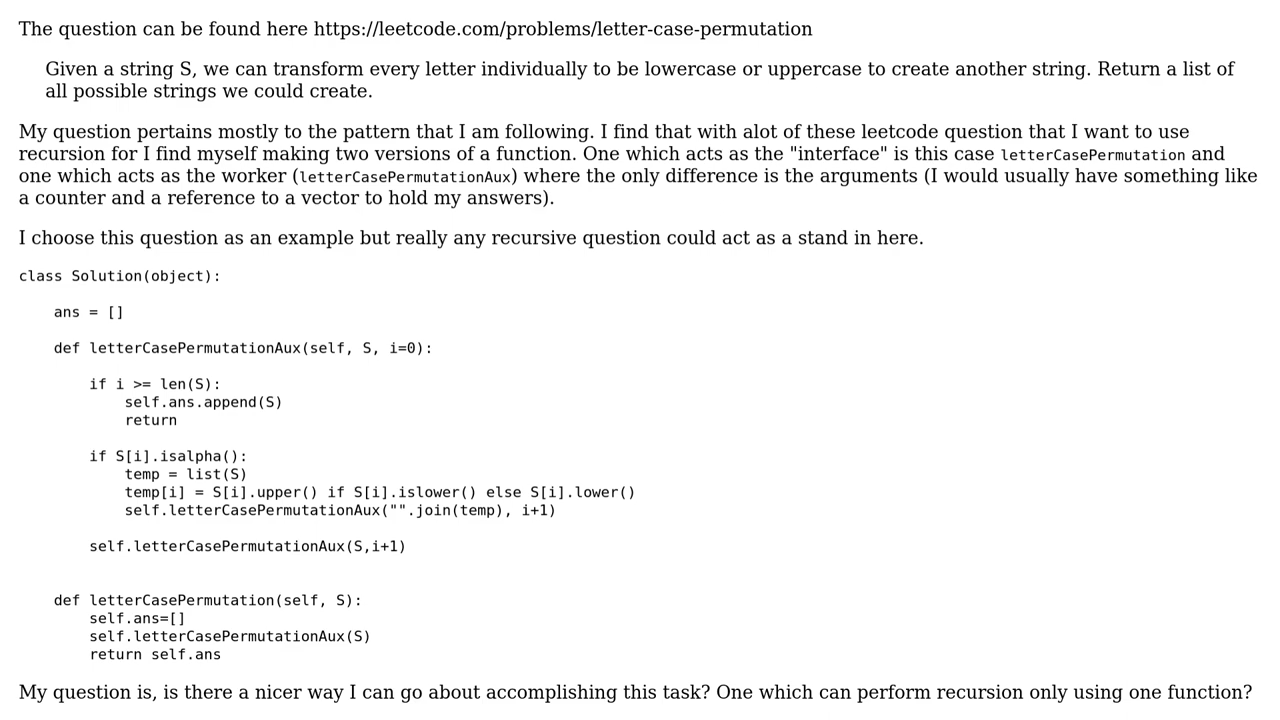 The question can be found here https://leetcode.com/problems/letter-case-permutation
Given a string S, we can transform every letter individually to be lowercase or uppercase to create another string. Return a list of
all possible strings we could create.
My question pertains mostly to the pattern that I am following. I find that with alot of these leetcode question that I want to use
recursion for I find myself making two versions of a function. One which acts as the "interface" is this case letterCasePermutation and
one which acts as the worker (letterCasePermutationAux) where the only difference is the arguments (I would usually have something like
a counter and a reference to a vector to hold my answers).
I choose this question as an example but really any recursive question could act as a stand in here.
class Solution(object):
    ans = []
    def letterCasePermutationAux(self, S, i=0):
        if i >= len(S):
            self.ans.append(S)
            return
        if S[i].isalpha():
            temp = list(S)
            temp[i] = S[i].upper() if S[i].islower() else S[i].lower()
            self.letterCasePermutationAux("".join(temp), i+1)
        self.letterCasePermutationAux(S,i+1)
    def letterCasePermutation(self, S):
        self.ans=[]
        self.letterCasePermutationAux(S)
        return self.ans
My question is, is there a nicer way I can go about accomplishing this task? One which can perform recursion only using one function?